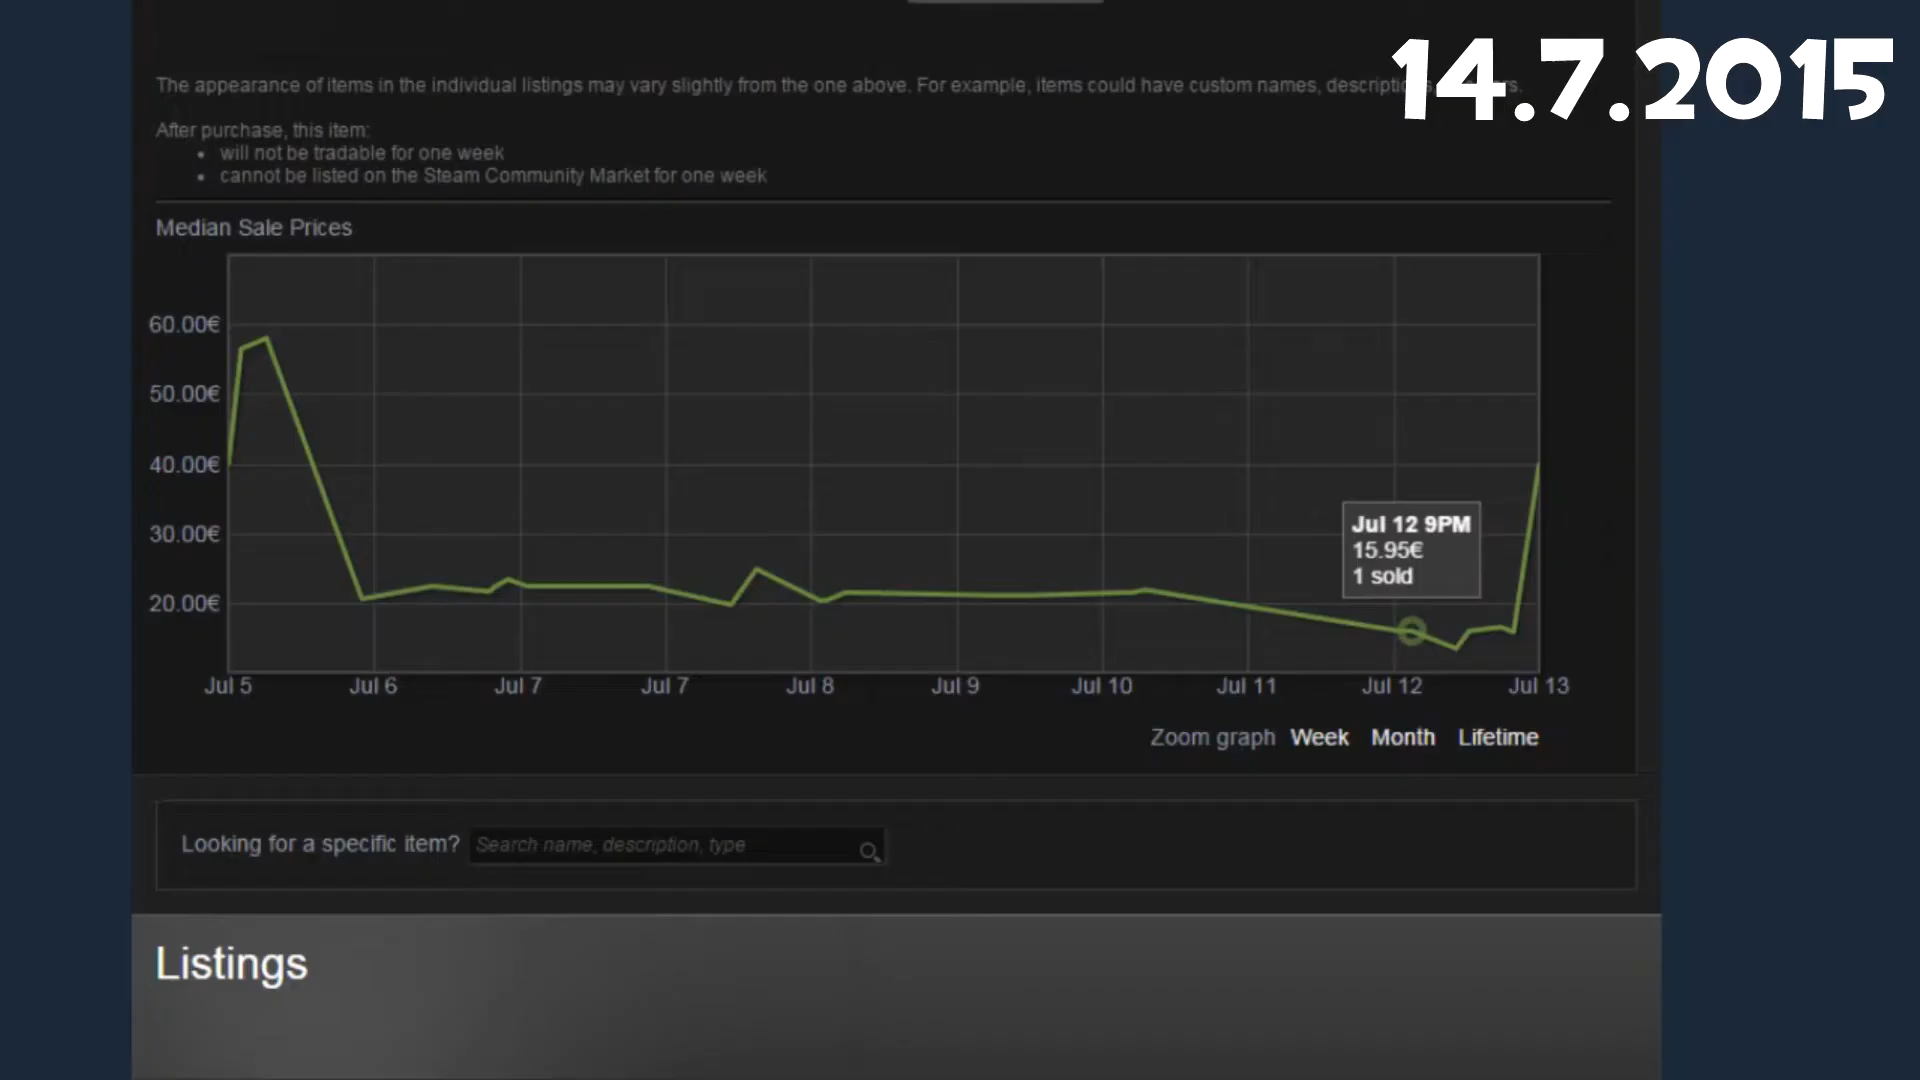 14.7.2015
The appearance of items in the individual listings may vary slightly from the one above. For example, items could have custom names,
After purchase, this item:
• will not be tradable for one week
• cannot be listed on the Steam Community Market for one week
Median Sale Prices
60.00€
50.00€
40.00€
30.00€
20.00€
Jul 12 9PM
15.95€
1 sold
Jul 5 Jul 6 Jul 7 Jul 7 Jul 8 Jul 9 Jul 10 Jul 11 Jul 12 Jul 13
Zoom graph Week Month Lifetime
Looking for a specific item? Search name, description, type
Listings